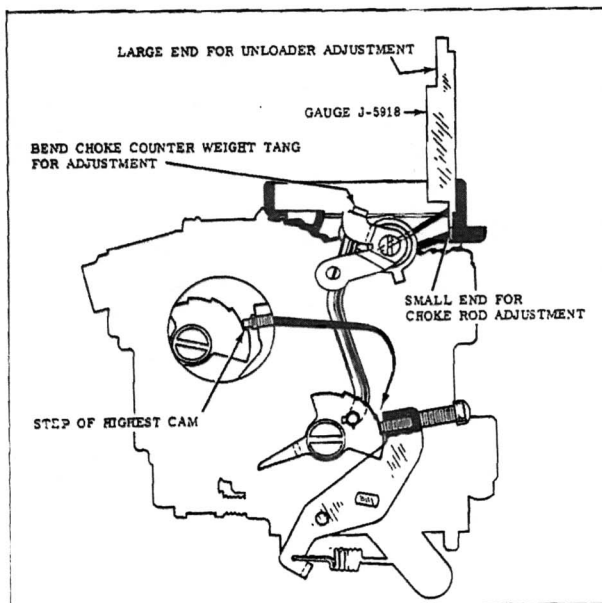 LARGE END FOR UNLOADER ADJUSTMENT
GAUGE J-5918
BEND CHOKE COUNTER WEIGHT TANG
FOR ADJUSTMENT
SMALL END FOR
CHOKE ROD ADJUSTMENT
STEP OF HIGHEST CAM